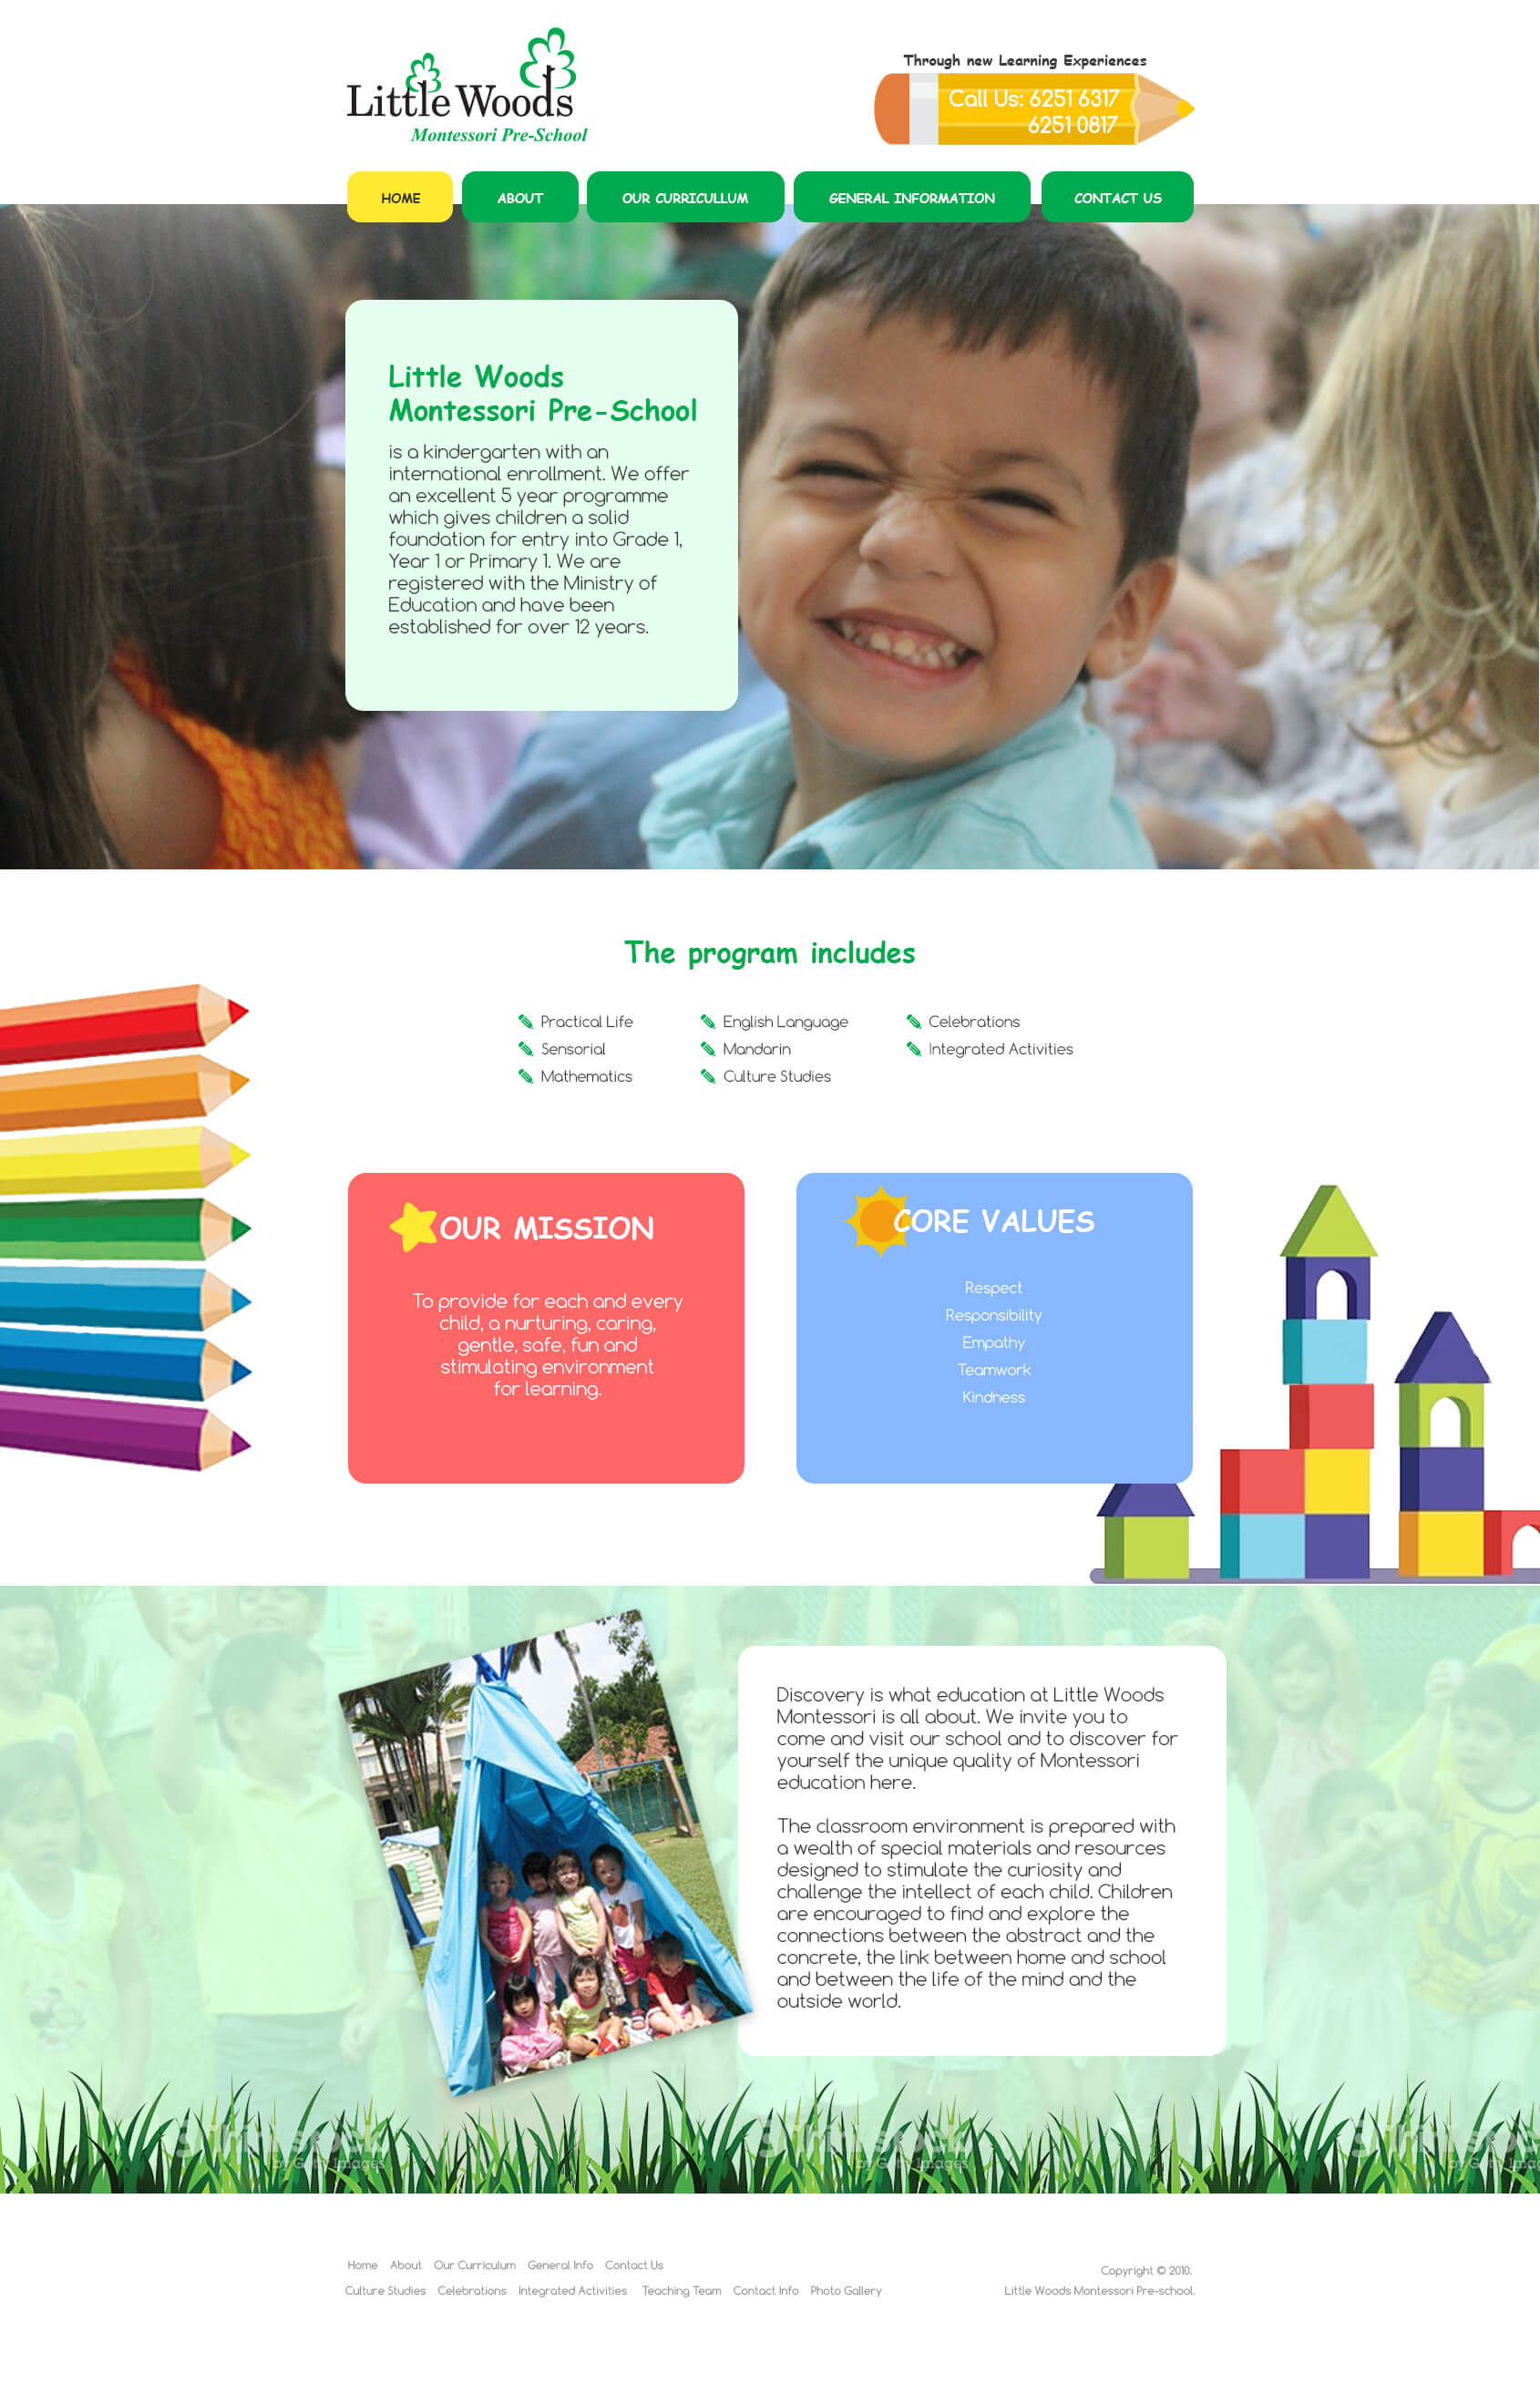 Little Woods
Montessori Pre-School
Through new Learning Experiences
Call Us: 6251 6317
6251 0817
HOME
ABOUT
OUR CURRICULLUM
GENERAL INFORMATION
CONTACT US
Little Woods
Montessori Pre-School
is a kindergarten with an
international enrollment. We offer
an excellent 5 year programme
which gives children a solid
foundation for entry into Grade 1,
Year 1 or Primary 1. We are
registered with the Ministry of
Education and have been
established for over 12 years.
The program includes
Practical Life
Sensorial
Mathematics
English Language
Mandarin
Culture Studies
Celebrations
Integrated Activities
OUR MISSION
To provide for each and every
child, a nurturing, caring,
gentle, safe, fun and
stimulating environment
for learning.
CORE VALUES
Respect
Responsibility
Empathy
Teamwork
Kindness
Discovery is what education at Little Woods
Montessori is all about. We invite you to
come and visit our school and to discover for
yourself the unique quality of Montessori
education here.
The classroom environment is prepared with
a wealth of special materials and resources
designed to stimulate the curiosity and
challenge the intellect of each child. Children
are encouraged to find and explore the
connections between the abstract and the
concrete, the link between home and school
and between the life of the mind and the
outside world.
by Getty Images
by Getty Images
Home About Our Curriculum General Info Contact Us
Culture Studies Celebrations Integrated Activities Teaching Team Contact Info Photo Gallery
Copyright © 2010.
Little Woods Montessori Pre-school.